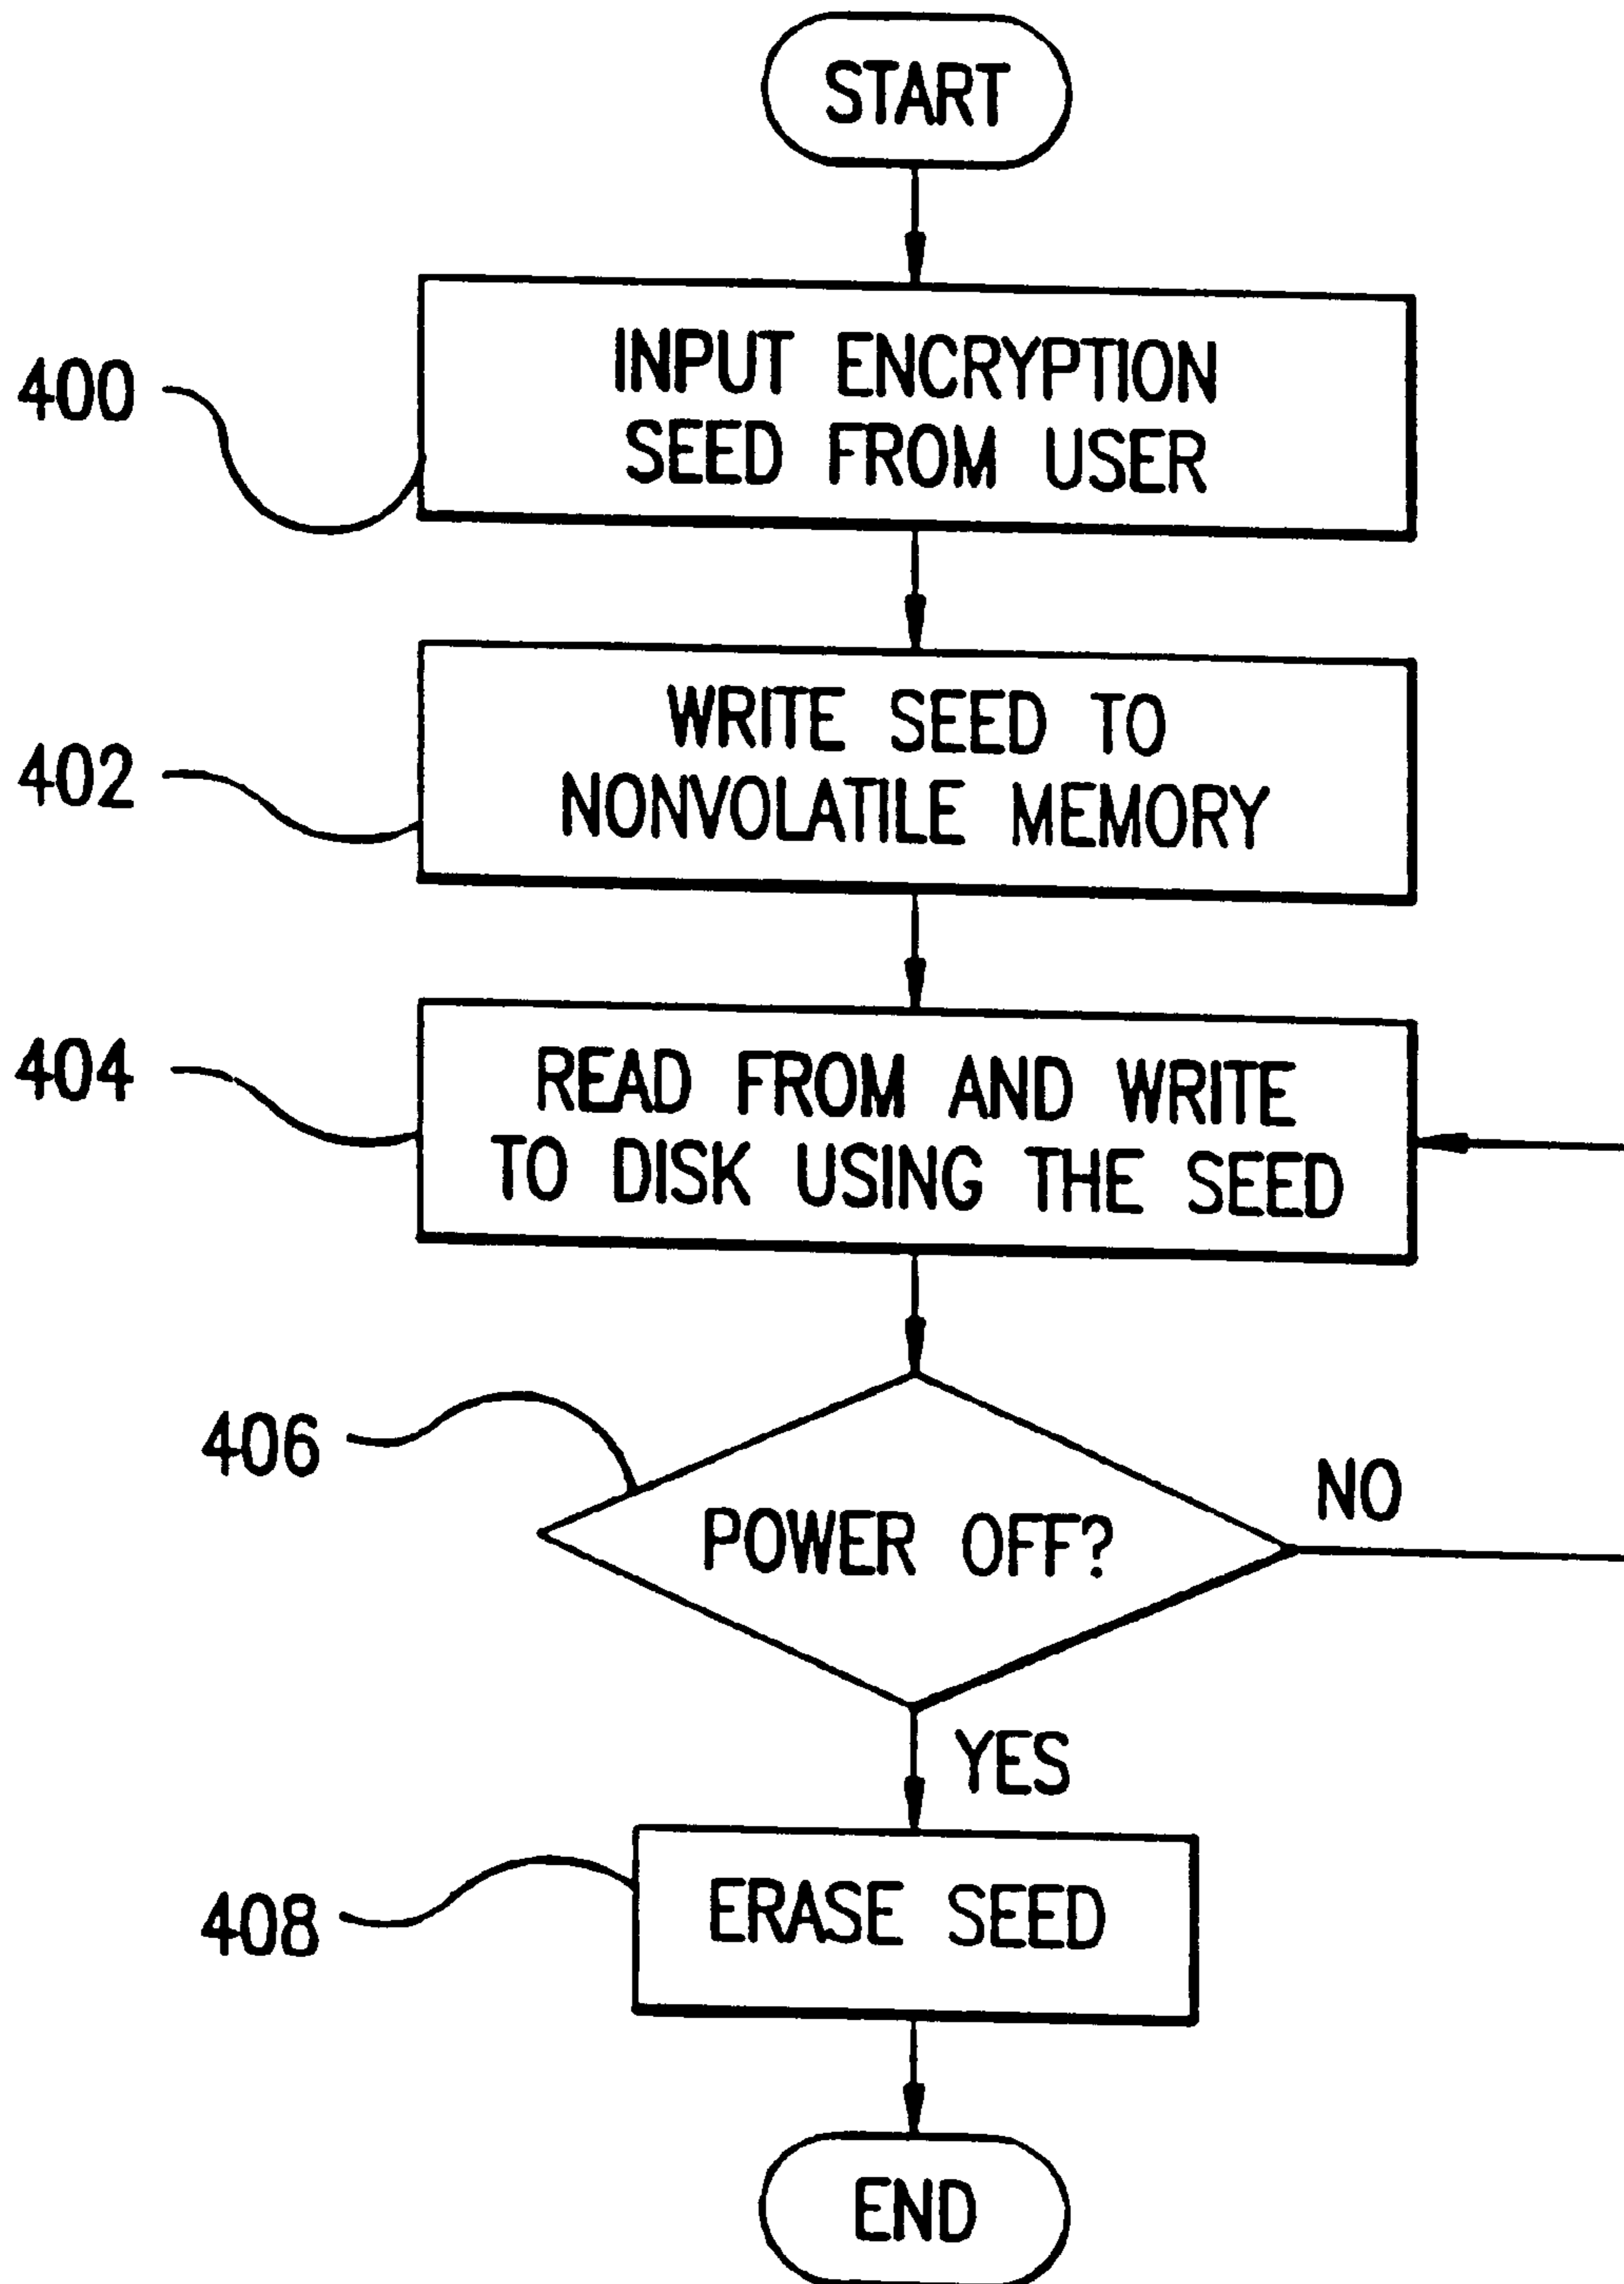 START
400
INPUT ENCRYPTION
SEED FROM USER
402
WRITE SEED TO
NONVOLATILE MEMORY
404
READ FROM AND WRITE
TO DISK USING THE SEED
406
POWER OFF?
NO
YES
408
ERASE SEED
END